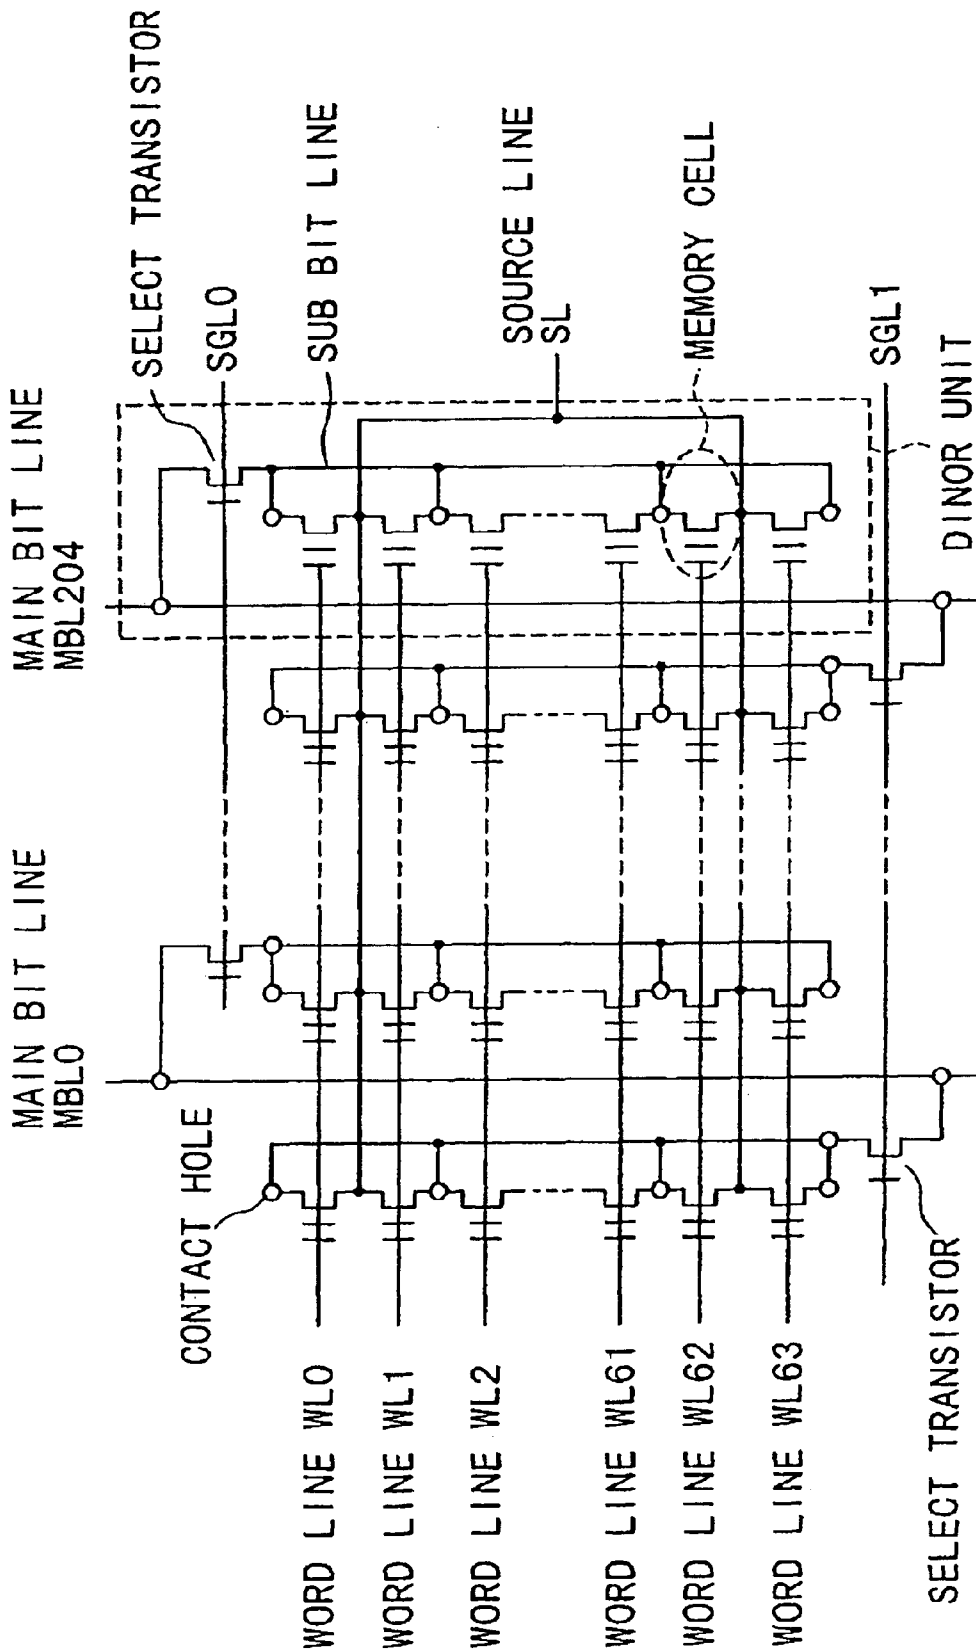 MAIN BIT LINE
MBL0
MAIN BIT LINE
MBL204
SELECT TRANSISTOR
SGL0
SUB BIT LINE
SOURCE LINE
SL
MEMORY CELL
SGL1
DINOR UNIT
CONTACT HOLE
WORD LINE WL0
WORD LINE WL1
WORD LINE WL2
WORD LINE WL61
WORD LINE WL62
WORD LINE WL63
SELECT TRANSISTOR